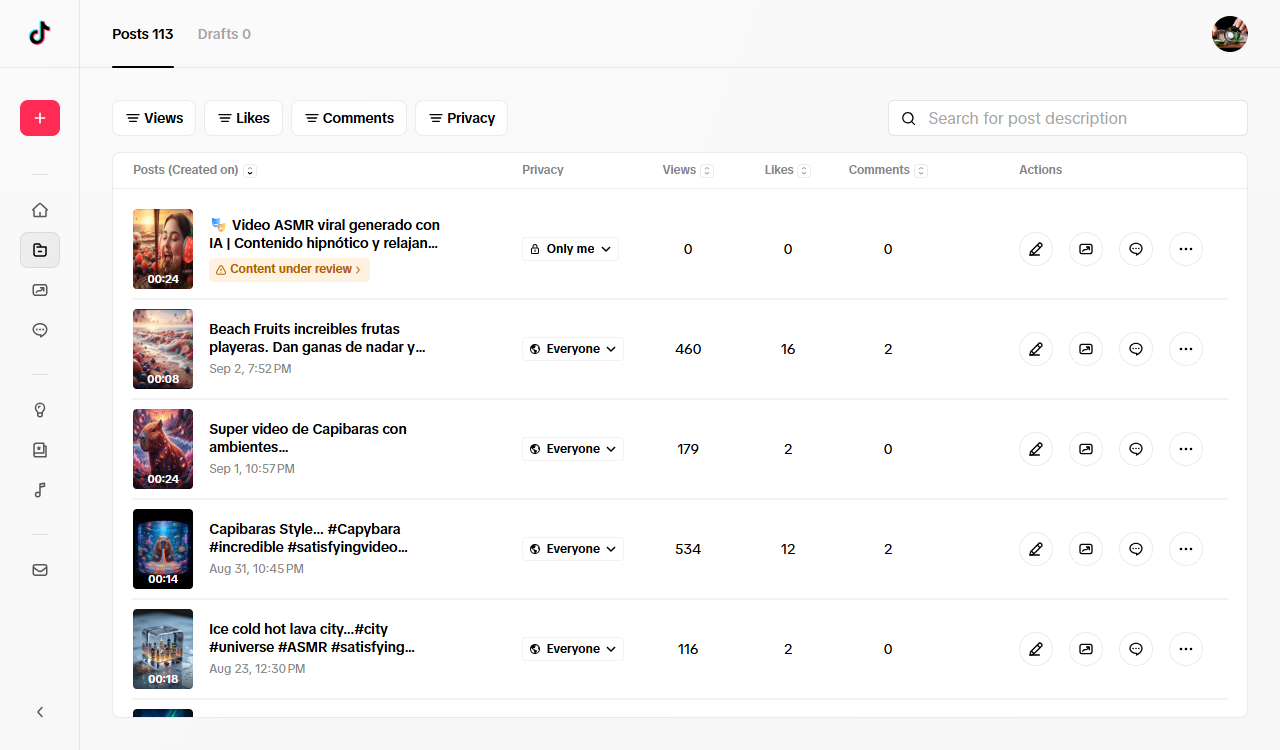 Posts 113
Drafts 0
Views
Likes
Comments
Privacy
Search for post description
Posts (Created on)
Privacy
Views
Likes
Comments
Actions
00:24
🎭 Video ASMR viral generado con
IA | Contenido hipnótico y relajan...
Content under review
Only me
0
0
0
00:08
Beach Fruits increibles frutas
playeras. Dan ganas de nadar y...
Sep 2, 7:52 PM
Everyone
460
16
2
00:24
Super video de Capibaras con
ambientes...
Sep 1, 10:57 PM
Everyone
179
2
0
00:14
Capibaras Style... #Capybara
#incredible #satisfyingvideo...
Aug 31, 10:45 PM
Everyone
534
12
2
00:18
Ice cold hot lava city...#city
#universe #ASMR #satisfying...
Aug 23, 12:30 PM
Everyone
116
2
0